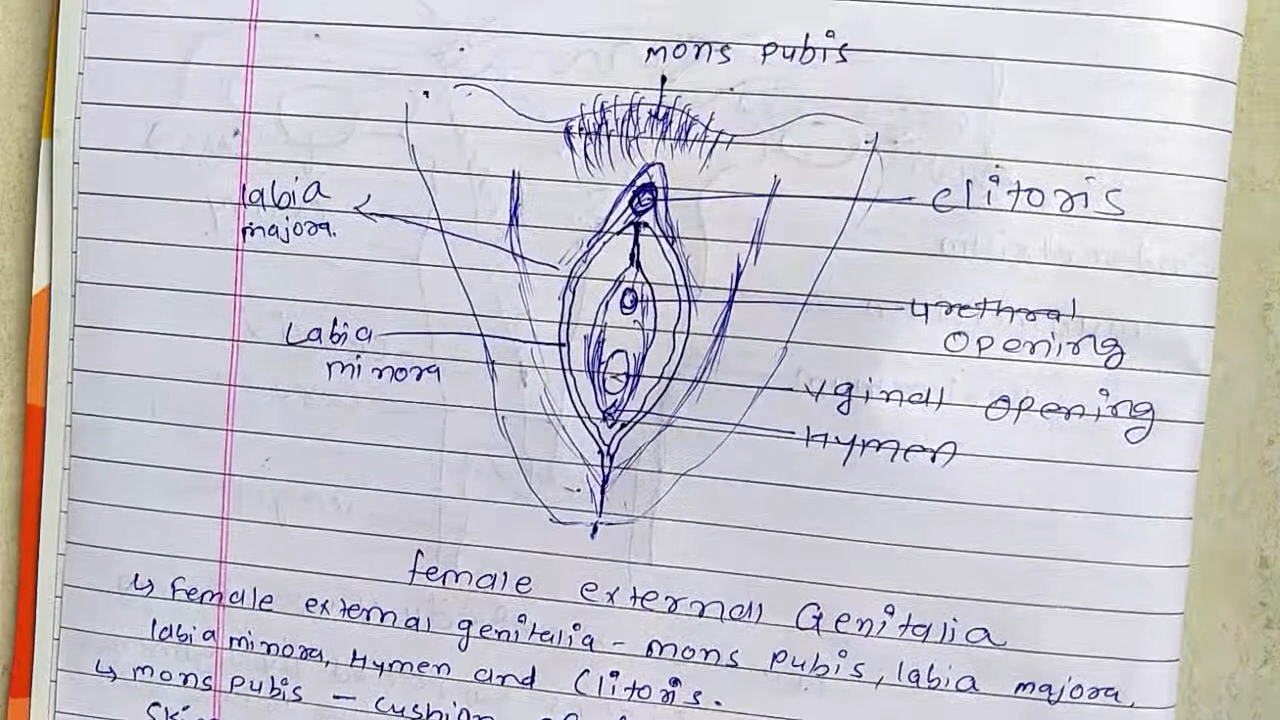 mons pubis
labia
majora.
Clitoris
Labia
minora
urethral
opening
Vginal opening
Hymen
female external Genitalia
↳ Female external genitalia - mons pubis, labia majora,
labia minora, Hymen and Clitoris.
↳ mons pubis - cushion of